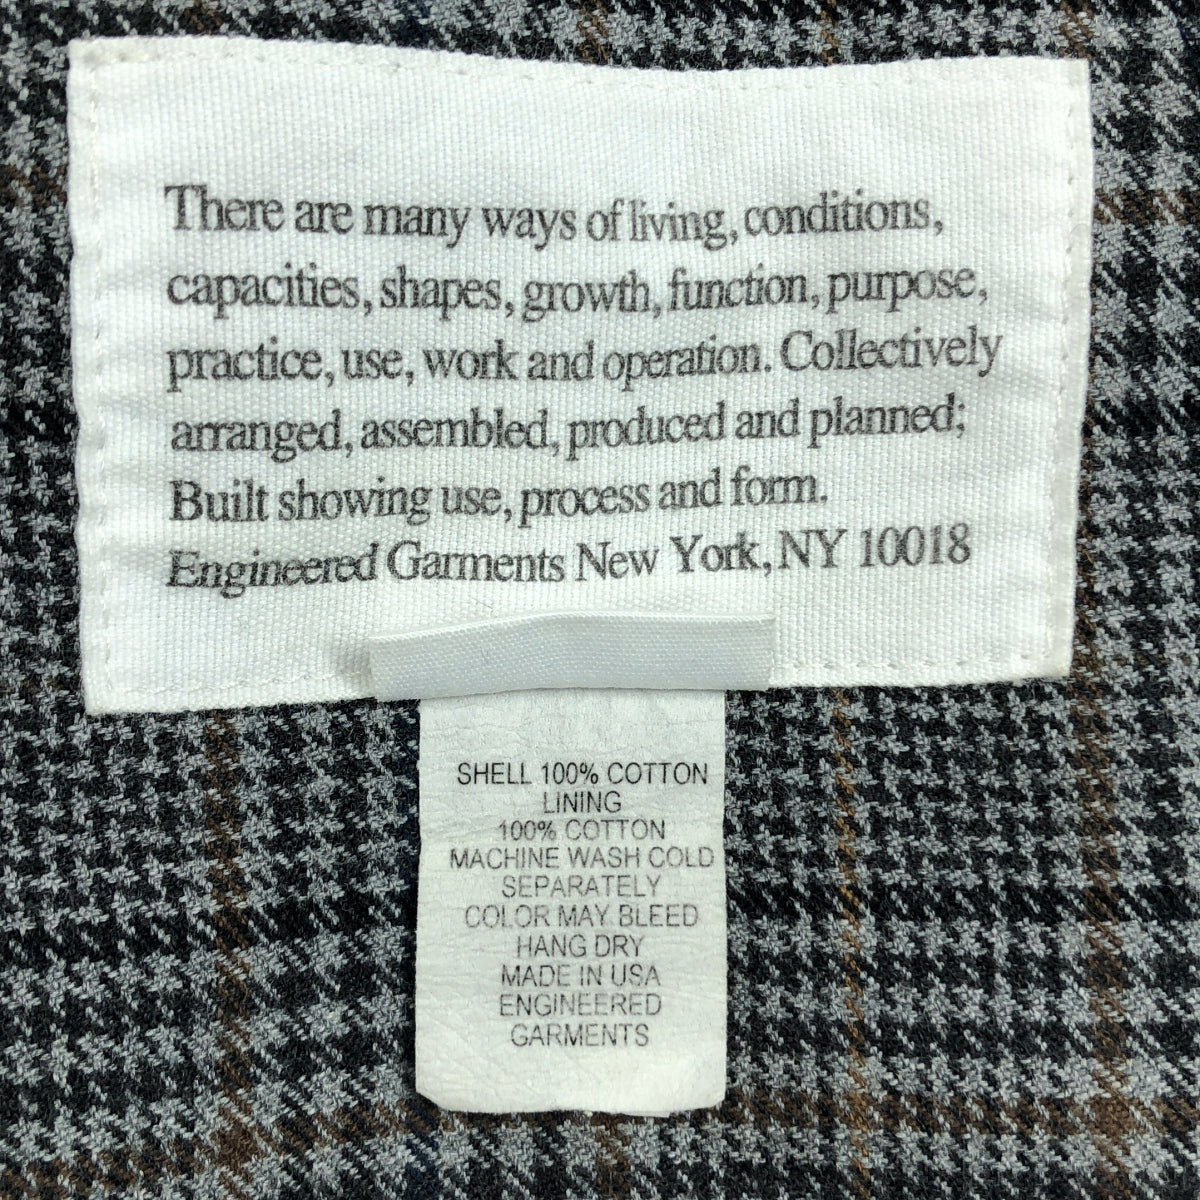 There are many ways of living, conditions,
capacities, shapes, growth, function, purpose,
practice, use, work and operation. Collectively
arranged, assembled, produced and planned;
Built showing use, process and form.
Engineered Garments New York, NY 10018
SHELL 100% COTTON
LINING
100% COTTON
MACHINE WASH COLD
SEPARATELY
COLOR MAY BLEED
HANG DRY
MADE IN USA
ENGINEERED
GARMENTS